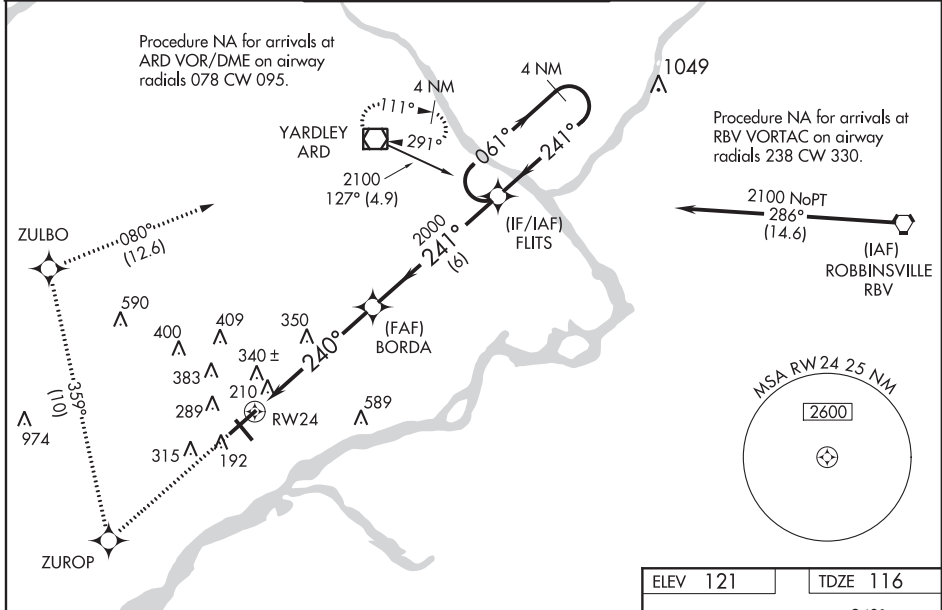 Procedure NA for arrivals at
ARD VOR/DME on airway
radials 078 CW 095.
4 NM
4 NM
1049
111°
291°
YARDLEY
ARD
061°
241°
Procedure NA for arrivals at
RBV VORTAC on airway
radials 238 CW 330.
2100
127° (4.9)
2100 NoPT
286°
(14.6)
(IF/IAF)
FLITS
(IAF)
ROBBINSVILLE
RBV
ZULBO
080°
(12.6)
2000
241°
(6)
590
400
409
350
(FAF)
BORDA
340 ±
240°
383
210
359°
(10)
289
RW24
589
974
315
192
ZUROP
MSA RW 24 25 NM
2600
ELEV 121
TDZE 116